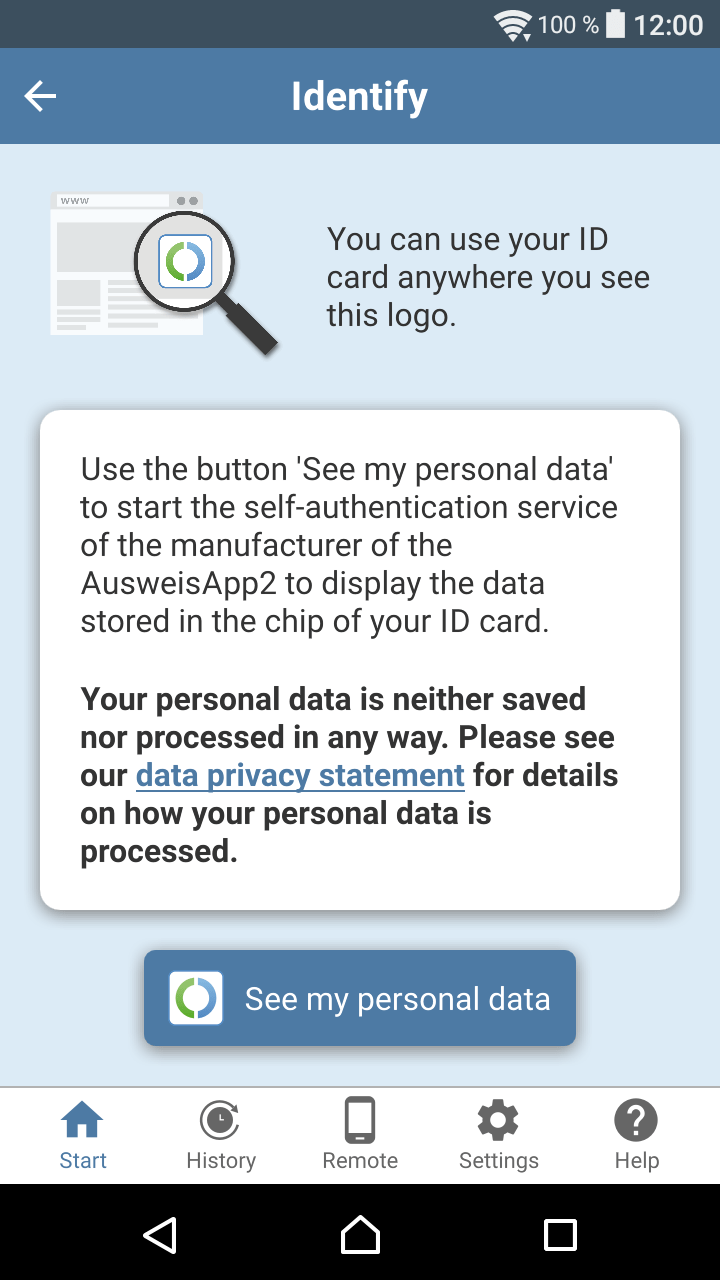 100 % 12:00
Identify
www
You can use your ID
card anywhere you see
this logo.
Use the button 'See my personal data'
to start the self-authentication service
of the manufacturer of the
AusweisApp2 to display the data
stored in the chip of your ID card.
Your personal data is neither saved
nor processed in any way. Please see
our data privacy statement for details
on how your personal data is
processed.
See my personal data
Start History Remote Settings Help